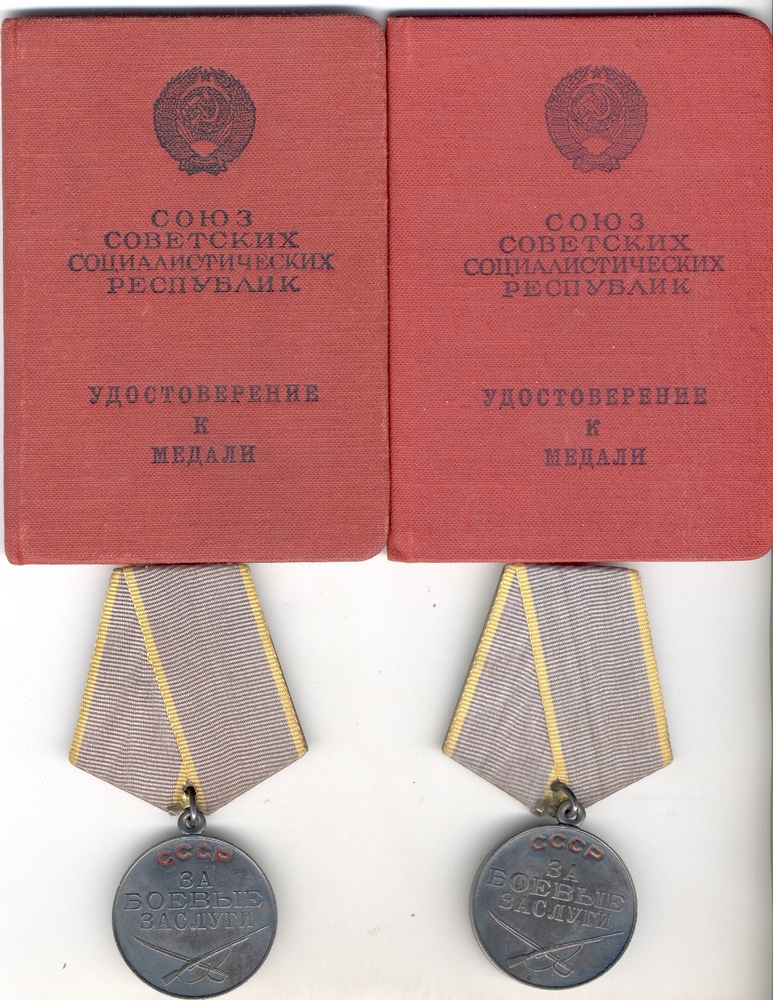 СОЮЗ
СОВЕТСКИХ
СОЦИАЛИСТИЧЕСКИХ
РЕСПУБЛИК
УДОСТОВЕРЕНИЕ
К
МЕДАЛИ
СОЮЗ
СОВЕТСКИХ
СОЦИАЛИСТИЧЕСКИХ
РЕСПУБЛИК
УДОСТОВЕРЕНИЕ
К
МЕДАЛИ
СССР
ЗА
БОЕВЫЕ
ЗАСЛУГИ
СССР
ЗА
БОЕВЫЕ
ЗАСЛУГИ